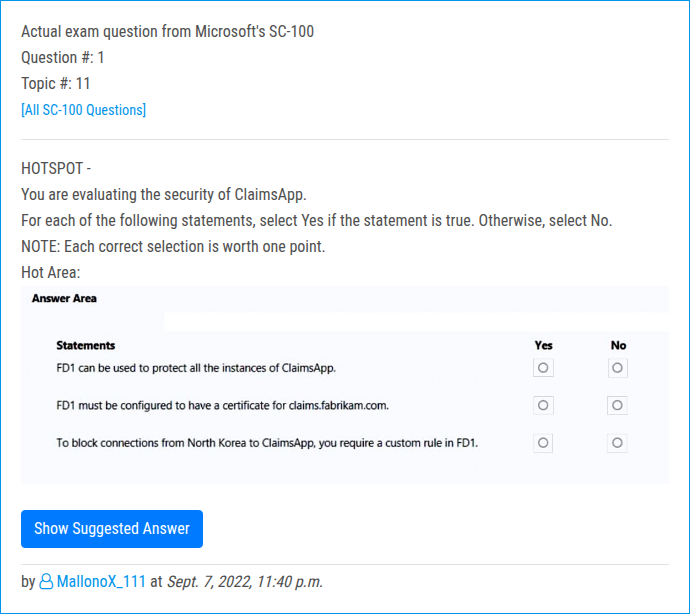 Actual exam question from Microsoft's SC-100
Question #: 1
Topic #: 11
[All SC-100 Questions]
HOTSPOT -
You are evaluating the security of ClaimsApp.
For each of the following statements, select Yes if the statement is true. Otherwise, select No.
NOTE: Each correct selection is worth one point.
Hot Area:
Answer Area
Statements Yes No
FD1 can be used to protect all the instances of ClaimsApp.
FD1 must be configured to have a certificate for claims.fabrikam.com.
To block connections from North Korea to ClaimsApp, you require a custom rule in FD1.
Show Suggested Answer
by MallonoX_111 at Sept. 7, 2022, 11:40 p.m.